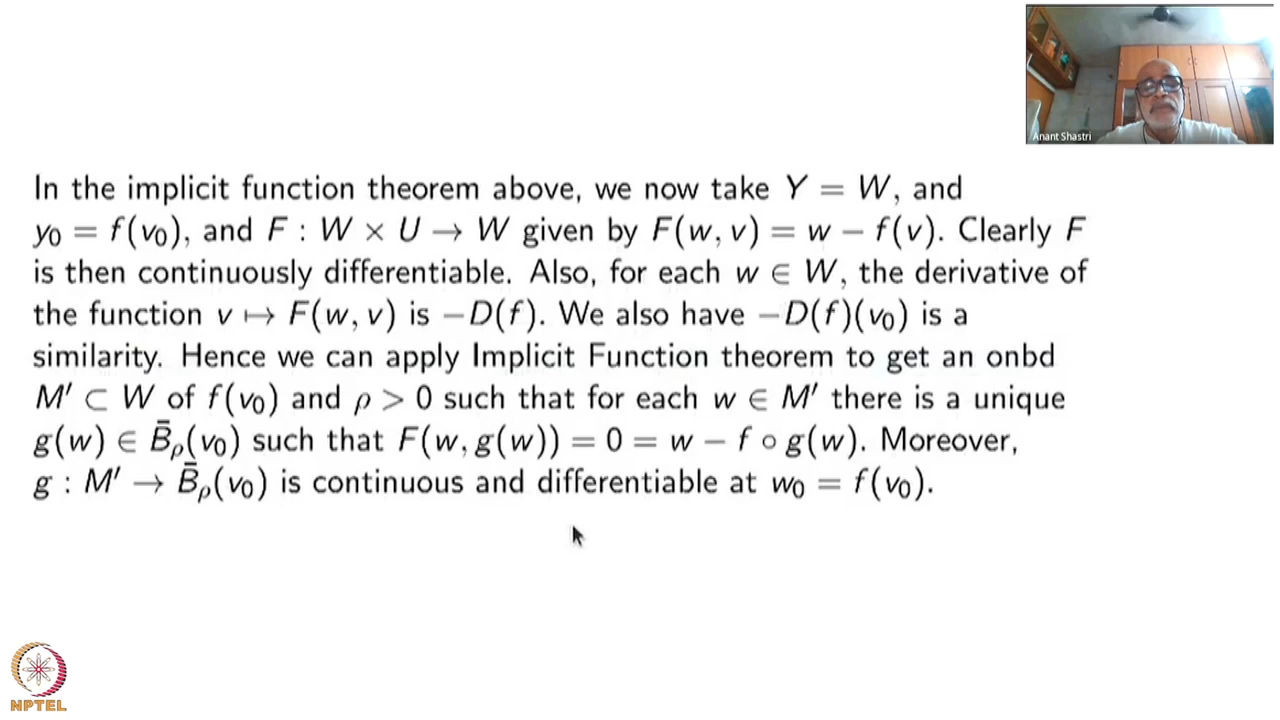 Anant Shastri
In the implicit function theorem above, we now take Y = W, and
y₀ = f(v₀), and F : W × U → W given by F(w, v) = w − f(v). Clearly F
is then continuously differentiable. Also, for each w ∈ W, the derivative of
the function v ↦ F(w, v) is −D(f). We also have −D(f)(v₀) is a
similarity. Hence we can apply Implicit Function theorem to get an onbd
M′ ⊂ W of f(v₀) and ρ > 0 such that for each w ∈ M′ there is a unique
g(w) ∈ B̄ᵨ(v₀) such that F(w, g(w)) = 0 = w − f ∘ g(w). Moreover,
g : M′ → B̄ᵨ(v₀) is continuous and differentiable at w₀ = f(v₀).
NPTEL